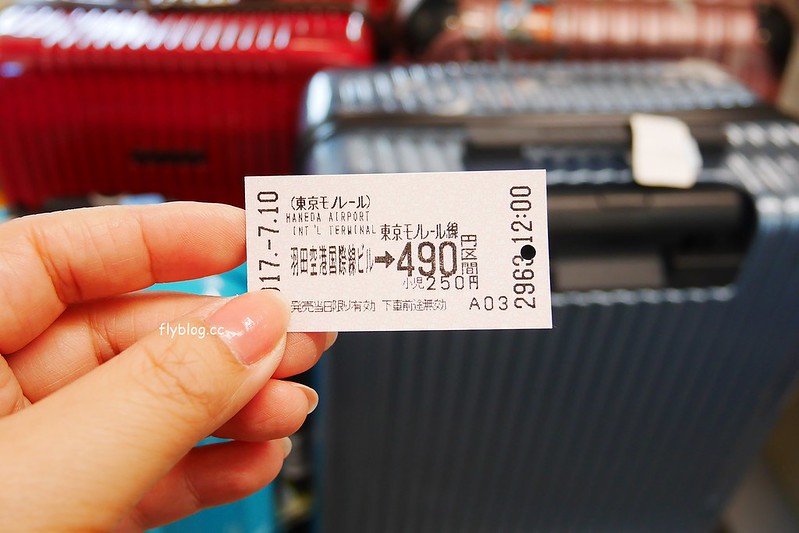 017.-7.10
(東京モノレール)
HANEDA AIRPORT
INT'L TERMINAL 東京モノレール線
羽田空港国際線ビル➡490円区間
小児250円
発売当日限り有効 下車前途無効 A03
2963 12:00
flyblog.cc